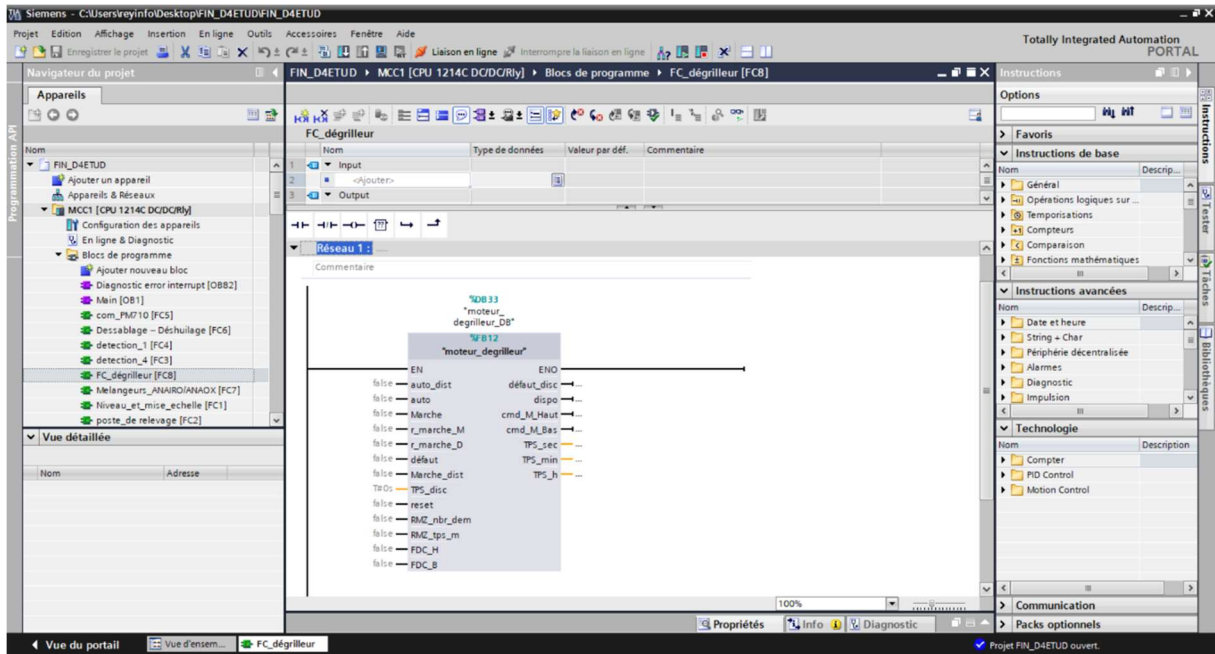 Siemens - C:\Users\reyinfo\Desktop\FIN_D4ETUD\FIN_D4ETUD
Projet Edition Affichage Insertion En ligne Outils Accessoires Fenêtre Aide
Enregistrer le projet Liaison en ligne Interrompre la liaison en ligne
Totally Integrated Automation
PORTAL
Navigateur du projet
FIN_D4ETUD MCC1 [CPU 1214C DC/DC/Rly] Blocs de programme FC_dégrilleur [FC8]
Instructions
Appareils
Options
Programmation API
Nom
FIN_D4ETUD
Ajouter un appareil
Appareils & Réseaux
MCC1 [CPU 1214C DC/DC/Rly]
Configuration des appareils
En ligne & Diagnostic
Blocs de programme
Ajouter nouveau bloc
Diagnostic error interrupt [OB82]
Main [OB1]
com_PM710 [FC5]
Dessablage – Déshuilage [FC6]
detection_1 [FC4]
detection_4 [FC3]
FC_dégrilleur [FC8]
Melangeurs_ANAIRO/ANAOX [FC7]
Niveau_et_mise_echelle [FC1]
poste_de relevage [FC2]
Vue détaillée
Nom Adresse
FC_dégrilleur
Nom Type de données Valeur par déf. Commentaire
1 Input
2 <Ajouter>
3 Output
Réseau 1 : .....
Commentaire
%DB33
"moteur_
degrilleur_DB"
%FB12
"moteur_degrilleur"
EN ENO
false auto_dist défaut_disc ...
false auto dispo ...
false Marche cmd_M_Haut ...
false r_marche_M cmd_M_Bas ...
false r_marche_D TPS_sec ...
false défaut TPS_min ...
false Marche_dist TPS_h ...
T#0s TPS_disc
false reset
false RMZ_nbr_dem
false RMZ_tps_m
false FDC_H
false FDC_B
100%
Propriétés Info Diagnostic
Favoris
Instructions de base
Nom Descrip...
Général
Opérations logiques sur ...
Temporisations
Compteurs
Comparaison
Fonctions mathématiques
Instructions avancées
Nom Descrip...
Date et heure
String + Char
Périphérie décentralisée
Alarmes
Diagnostic
Impulsion
Technologie
Nom Description
Compter
PID Control
Motion Control
Communication
Packs optionnels
Instructions
Tester
Tâches
Bibliothèques
Vue du portail Vue d'ensem... FC_dégrilleur
Projet FIN_D4ETUD ouvert.